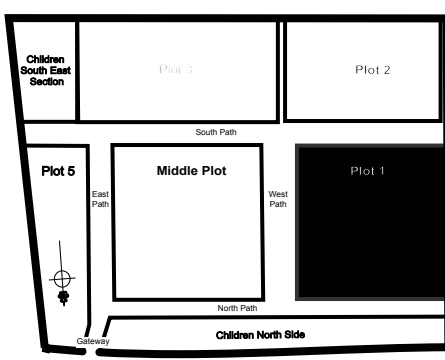 Children
South East
Section
Plot 3
Plot 2
South Path
Plot 5
East
Path
Middle Plot
West
Path
Plot 1
North Path
Gateway
Children North Side